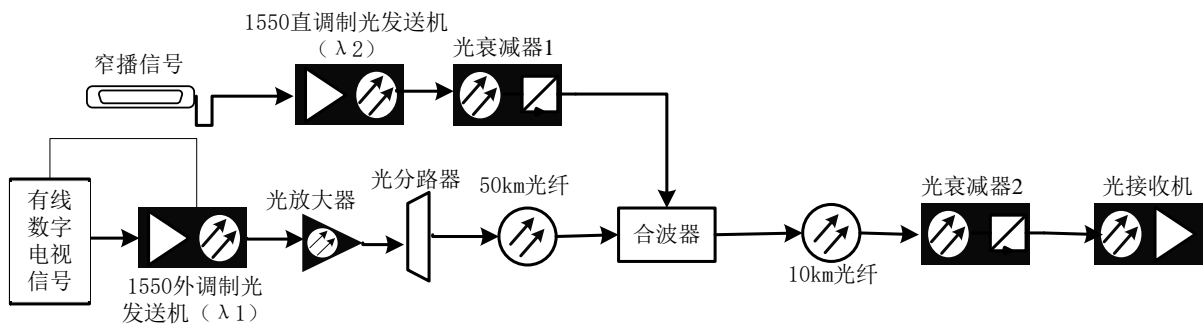 1550直调制光发送机
（λ2）
光衰减器1
窄播信号
有线
数字
电视
信号
光放大器
光分路器
50km光纤
合波器
光衰减器2
光接收机
10km光纤
1550外调制光
发送机（λ1）